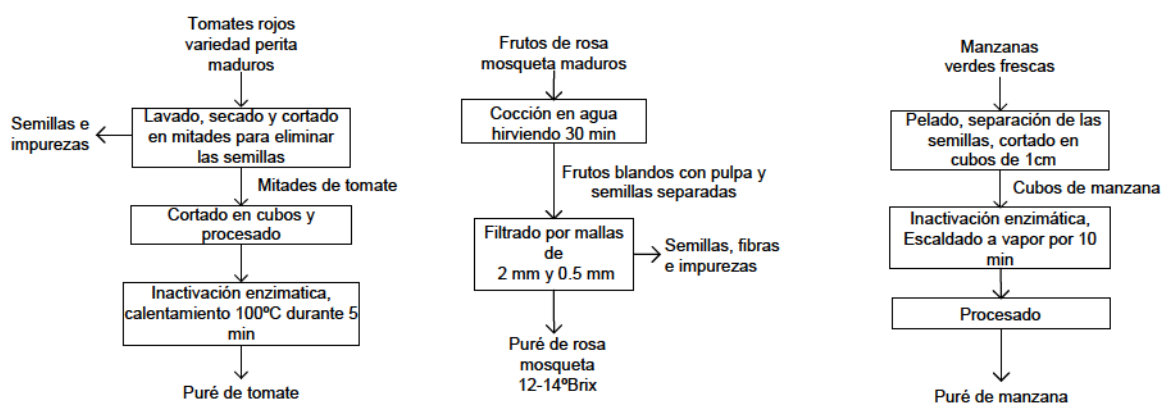 Tomates rojos
variedad perita
maduros
Semillas e
impurezas
Lavado, secado y cortado
en mitades para eliminar
las semillas
Mitades de tomate
Cortado en cubos y
procesado
Inactivación enzimatica,
calentamiento 100ºC durante 5
min
Puré de tomate
Frutos de rosa
mosqueta maduros
Cocción en agua
hirviendo 30 min
Frutos blandos con pulpa y
semillas separadas
Filtrado por mallas
de
2 mm y 0.5 mm
Semillas, fibras
e impurezas
Puré de rosa
mosqueta
12-14ºBrix
Manzanas
verdes frescas
Pelado, separación de las
semillas, cortado en
cubos de 1cm
Cubos de manzana
Inactivación enzimática,
Escaldado a vapor por 10
min
Procesado
Puré de manzana